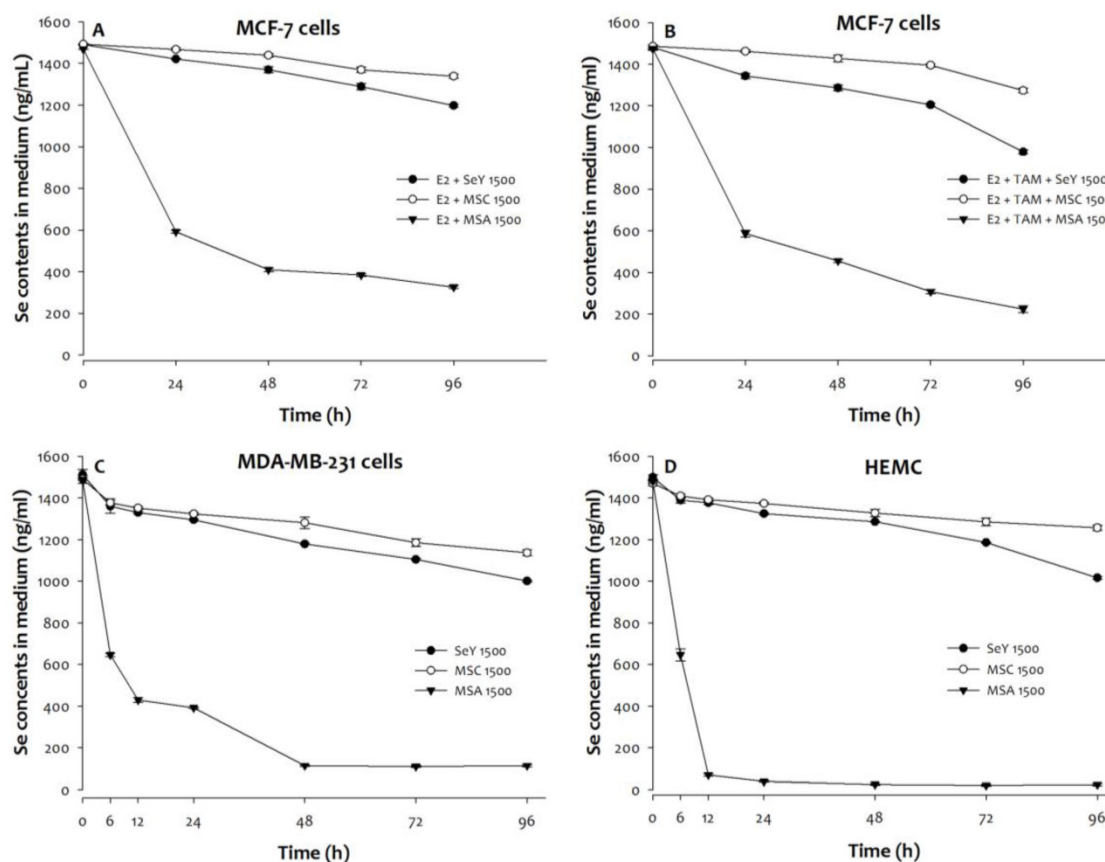 A
MCF-7 cells
Se contents in medium (ng/mL)
1600
1400
1200
1000
800
600
400
200
0
E2 + SeY 1500
E2 + MSC 1500
E2 + MSA 1500
0 24 48 72 96
Time (h)
B
MCF-7 cells
Se contents in medium (ng/ml)
1600
1400
1200
1000
800
600
400
200
0
E2 + TAM + SeY 1500
E2 + TAM + MSC 1500
E2 + TAM + MSA 1500
0 24 48 72 96
Time (h)
C
MDA-MB-231 cells
Se concents in medium (ng/ml)
1600
1400
1200
1000
800
600
400
200
0
SeY 1500
MSC 1500
MSA 1500
0 6 12 24 48 72 96
Time (h)
D
HEMC
Se concents in medium (ng/ml)
1600
1400
1200
1000
800
600
400
200
0
SeY 1500
MSC 1500
MSA 1500
0 6 12 24 48 72 96
Time (h)